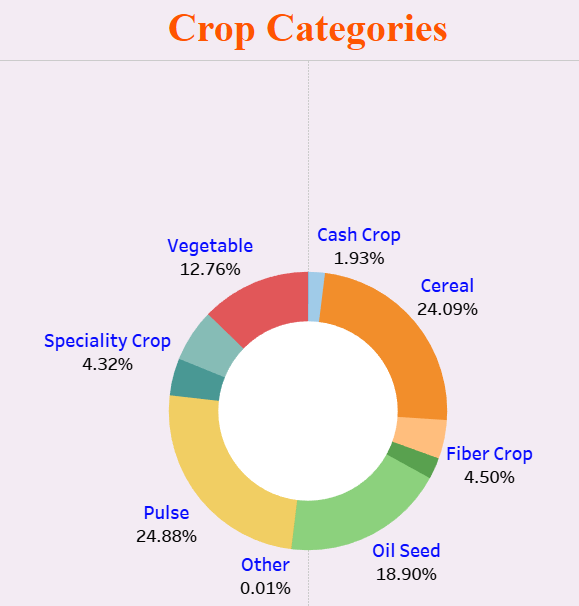 Crop Categories
Cash Crop
1.93%
Vegetable
12.76%
Cereal
24.09%
Speciality Crop
4.32%
Fiber Crop
4.50%
Pulse
24.88%
Oil Seed
18.90%
Other
0.01%